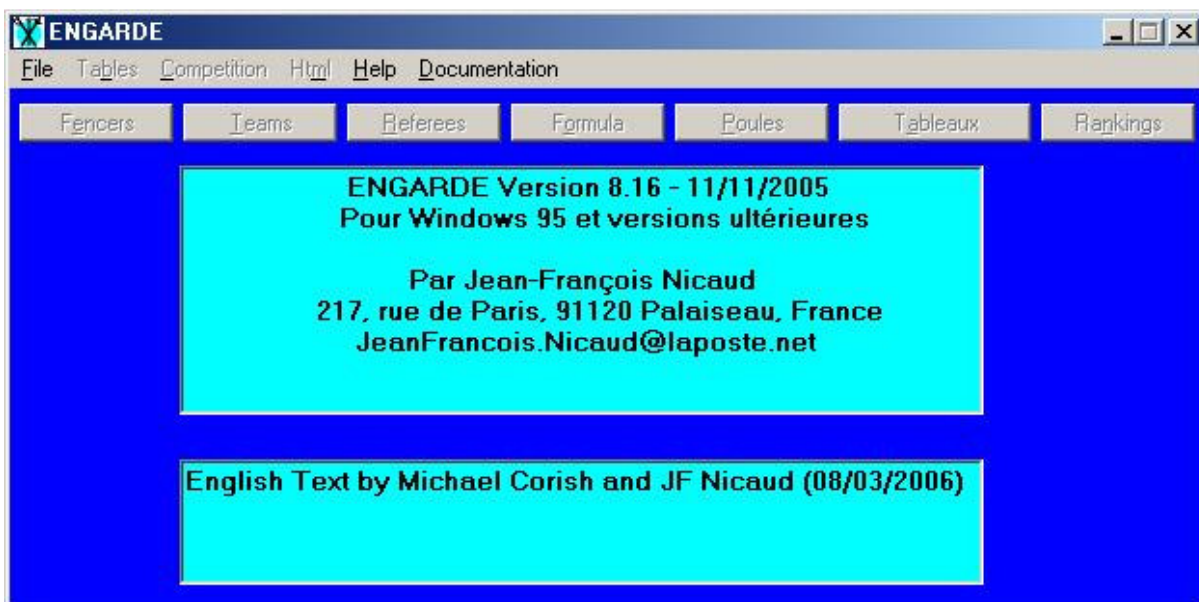 ENGARDE
File Tables Competition Html Help Documentation
Fencers Teams Referees Formula Poules Tableaux Rankings
ENGARDE Version 8.16 - 11/11/2005
Pour Windows 95 et versions ultérieures
Par Jean-François Nicaud
217, rue de Paris, 91120 Palaiseau, France
JeanFrancois.Nicaud@laposte.net
English Text by Michael Corish and JF Nicaud (08/03/2006)